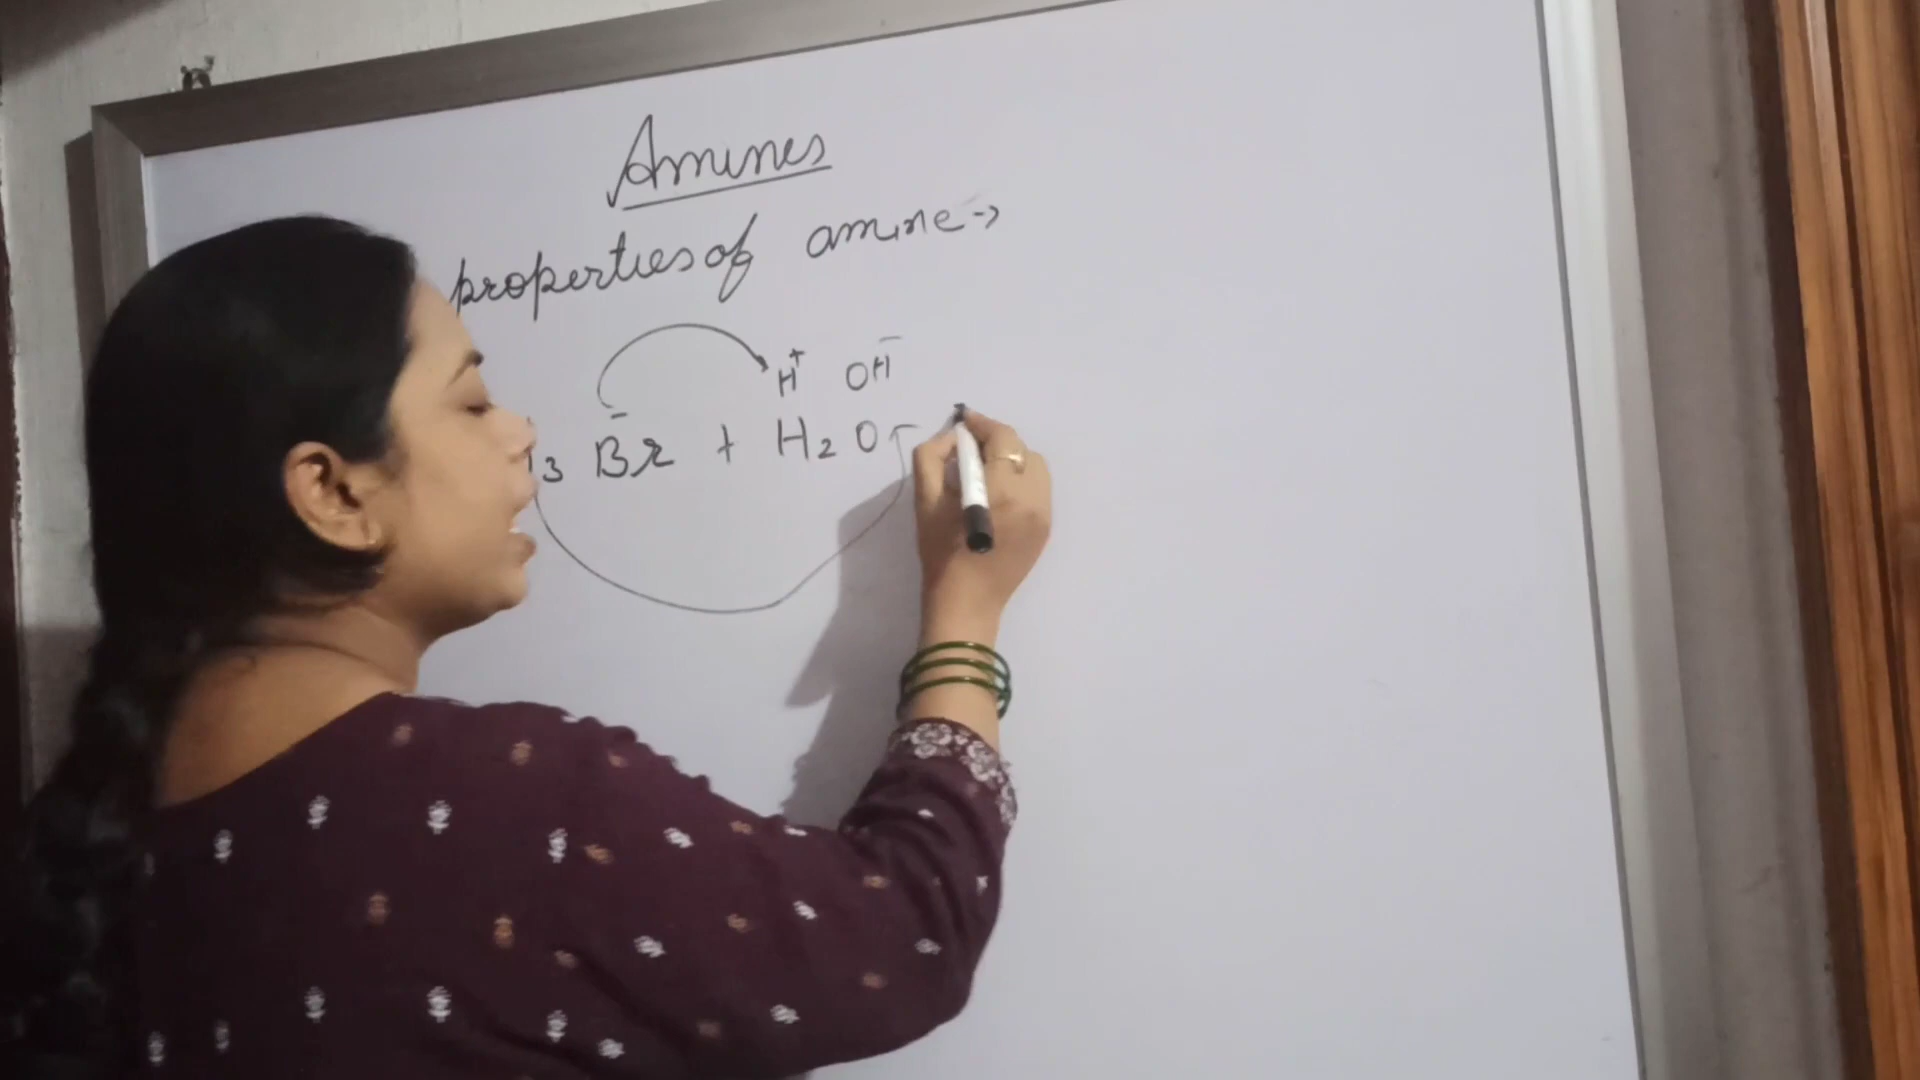 Amines
properties of amine →
H⁺ OH⁻
₃ Br⁻ + H₂O